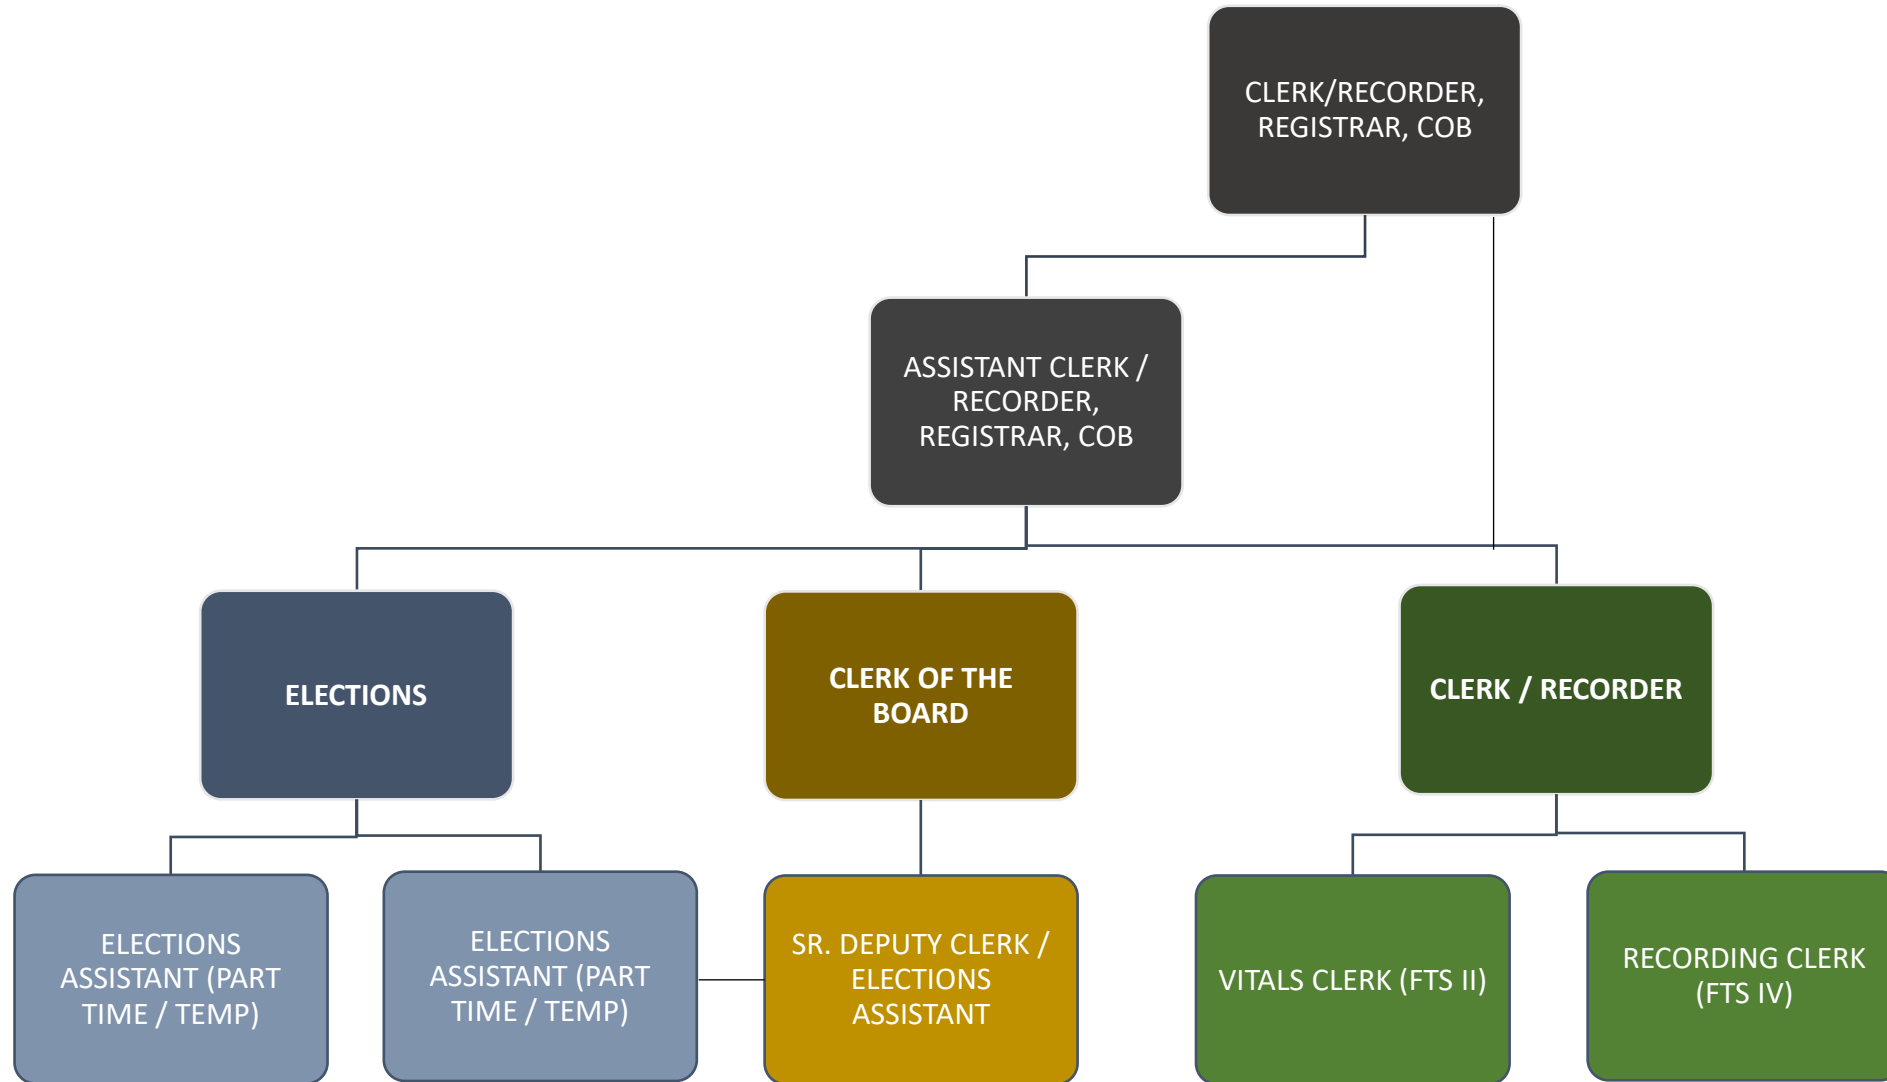 CLERK/RECORDER,
REGISTRAR, COB
ASSISTANT CLERK /
RECORDER,
REGISTRAR, COB
ELECTIONS
CLERK OF THE
BOARD
CLERK / RECORDER
ELECTIONS
ASSISTANT (PART
TIME / TEMP)
ELECTIONS
ASSISTANT (PART
TIME / TEMP)
SR. DEPUTY CLERK /
ELECTIONS
ASSISTANT
VITALS CLERK (FTS II)
RECORDING CLERK
(FTS IV)